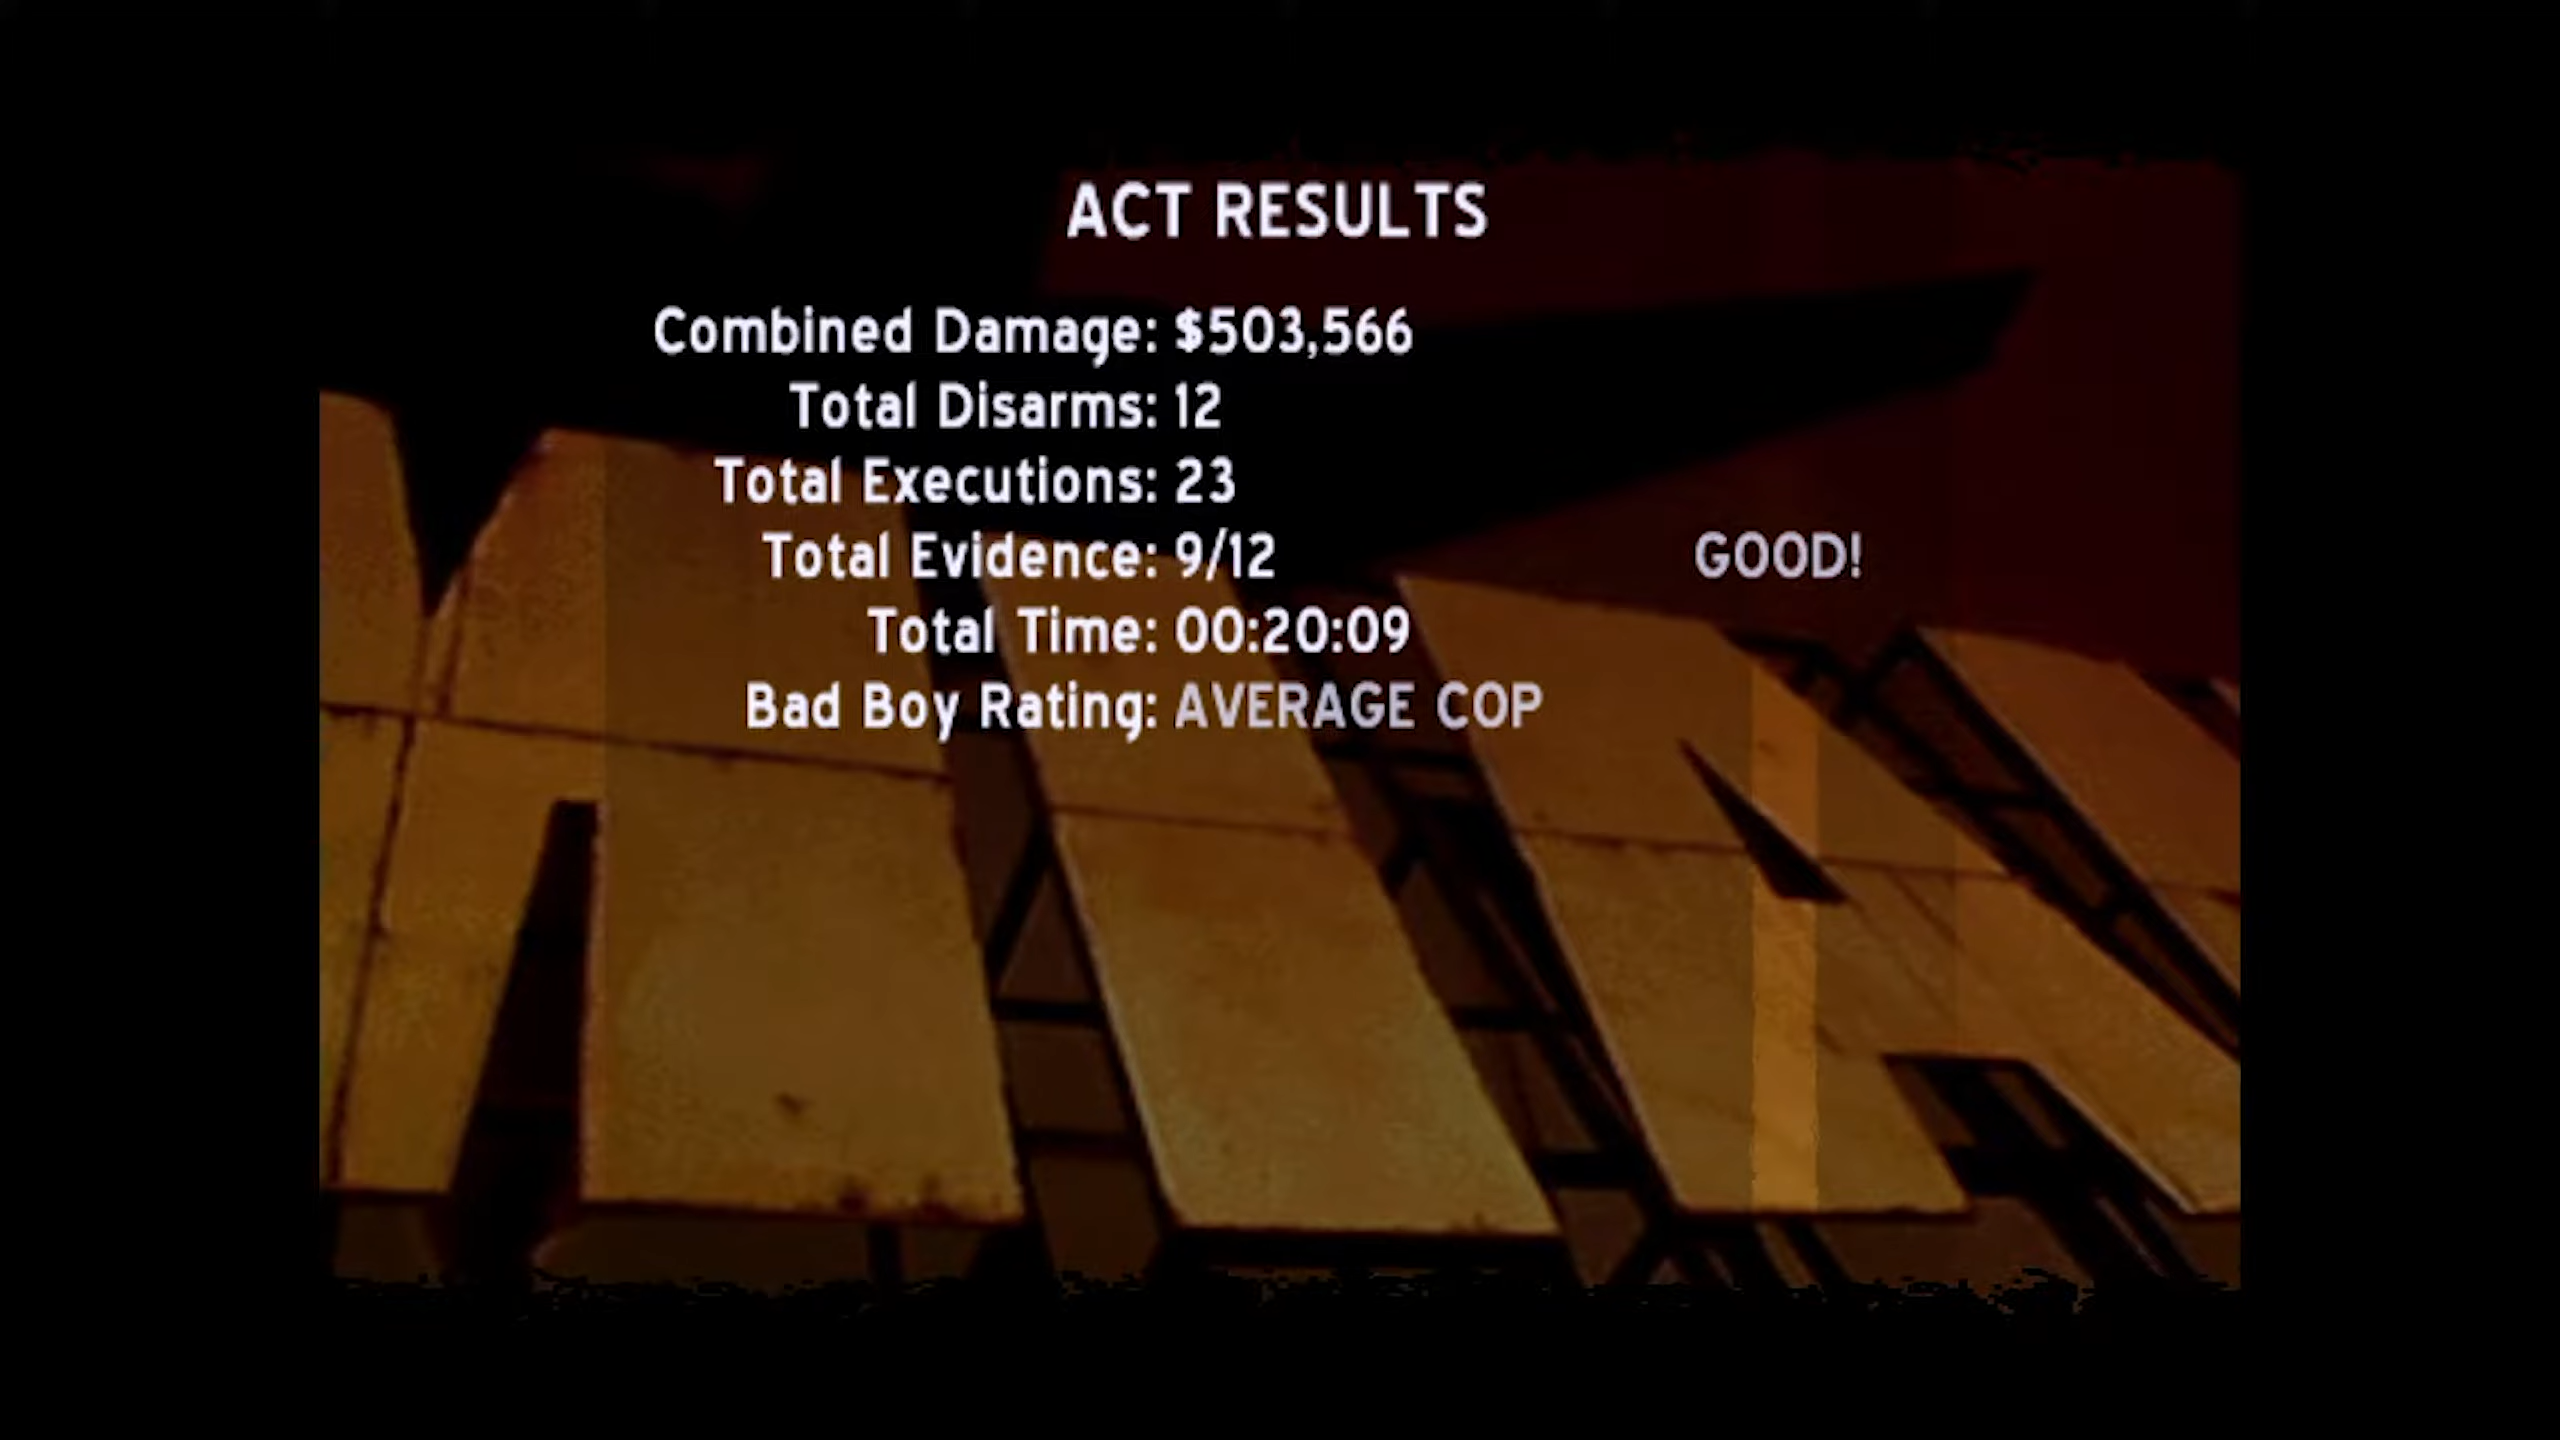 ACT RESULTS
Combined Damage: $503,566
Total Disarms: 12
Total Executions: 23
Total Evidence: 9/12 GOOD!
Total Time: 00:20:09
Bad Boy Rating: AVERAGE COP